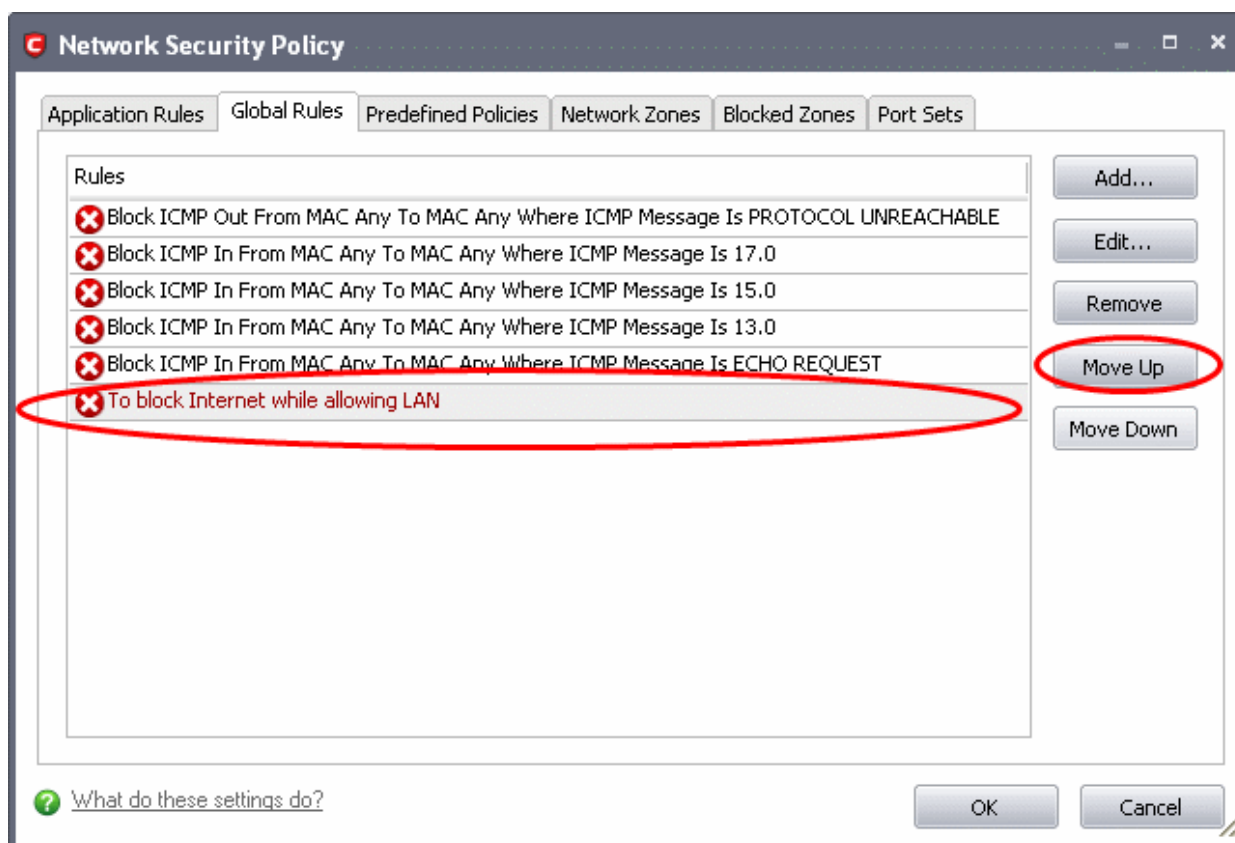 Network Security Policy
Application Rules Global Rules Predefined Policies Network Zones Blocked Zones Port Sets
Rules
Block ICMP Out From MAC Any To MAC Any Where ICMP Message Is PROTOCOL UNREACHABLE
Block ICMP In From MAC Any To MAC Any Where ICMP Message Is 17.0
Block ICMP In From MAC Any To MAC Any Where ICMP Message Is 15.0
Block ICMP In From MAC Any To MAC Any Where ICMP Message Is 13.0
Block ICMP In From MAC Any To MAC Any Where ICMP Message Is ECHO REQUEST
To block Internet while allowing LAN
Add...
Edit...
Remove
Move Up
Move Down
What do these settings do?
OK Cancel